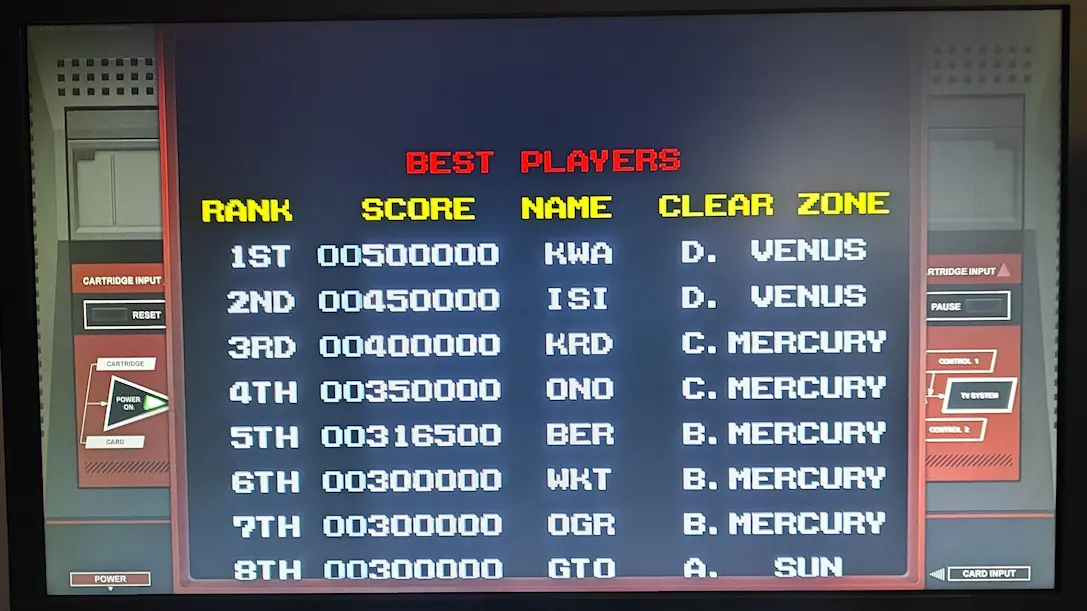 BEST PLAYERS
RANK SCORE NAME CLEAR ZONE
1ST 00500000 KWA D. VENUS
2ND 00450000 ISI D. VENUS
3RD 00400000 KRD C. MERCURY
4TH 00350000 ONO C. MERCURY
5TH 00316500 BER B. MERCURY
6TH 00300000 WKT B. MERCURY
7TH 00300000 OGR B. MERCURY
8TH 00300000 GTO A. SUN
CARTRIDGE INPUT
RESET
CARTRIDGE
POWER
ON
CARD
POWER
RTRIDGE INPUT
PAUSE
CONTROL 1
TV SYSTEM
CONTROL 2
CARD INPUT